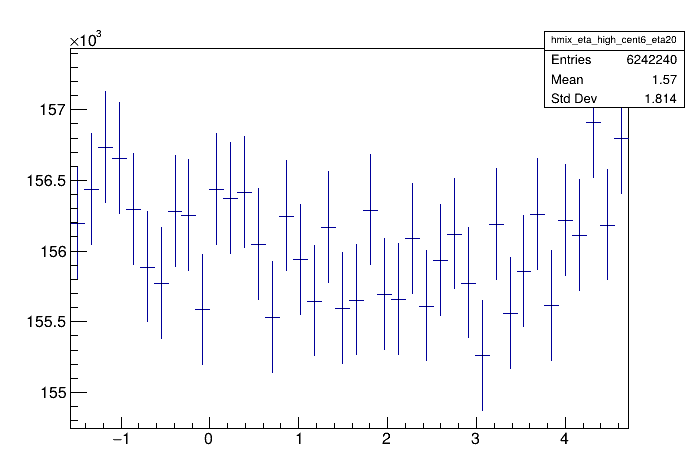 ×10³
hmix_eta_high_cent6_eta20
Entries 6242240
Mean 1.57
Std Dev 1.814
157
156.5
156
155.5
155
−1 0 1 2 3 4